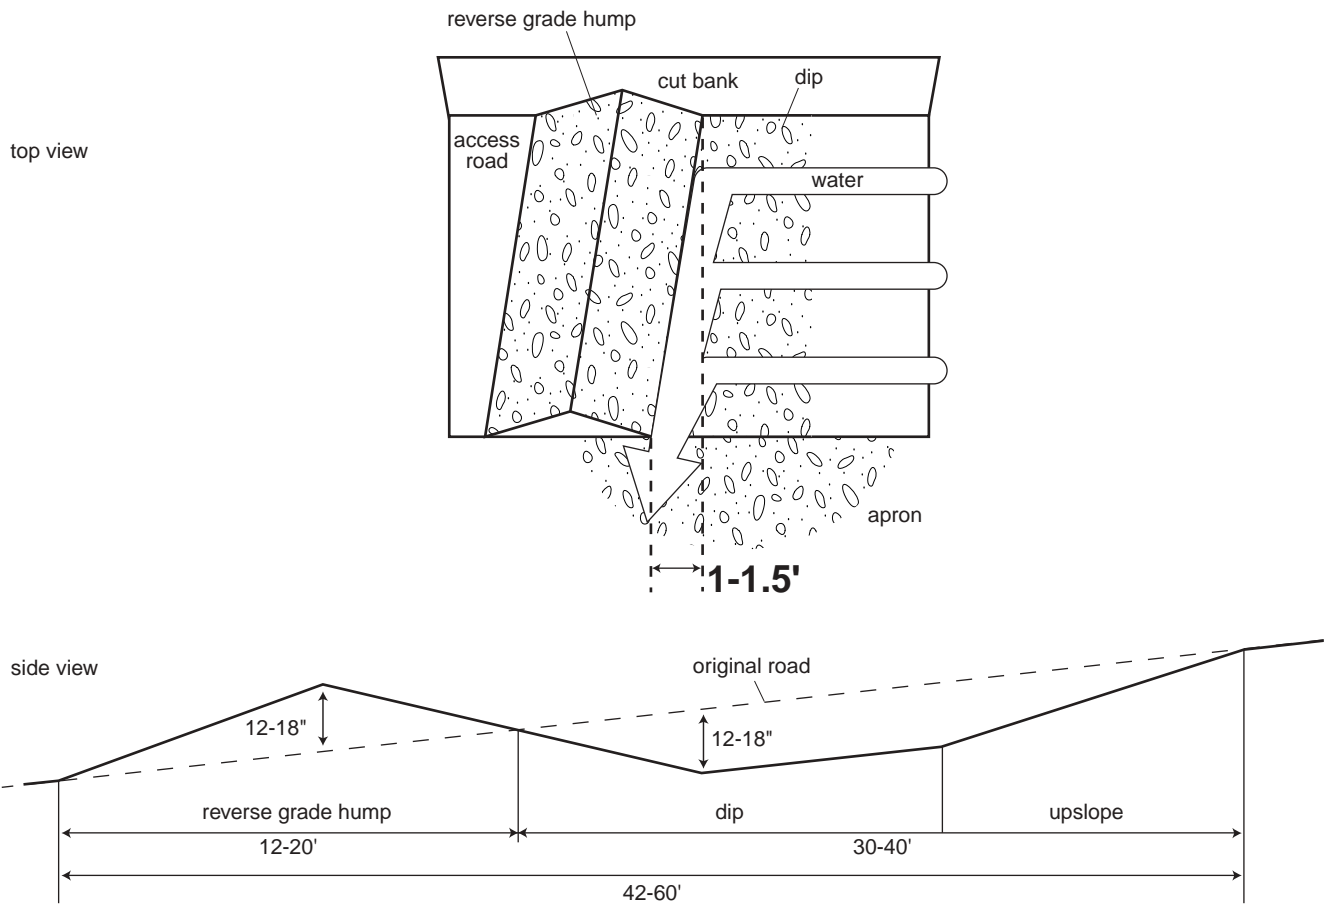 reverse grade hump
cut bank
dip
access
road
top view
water
apron
1-1.5'
side view
original road
12-18"
12-18"
reverse grade hump
dip
upslope
12-20'
30-40'
42-60'